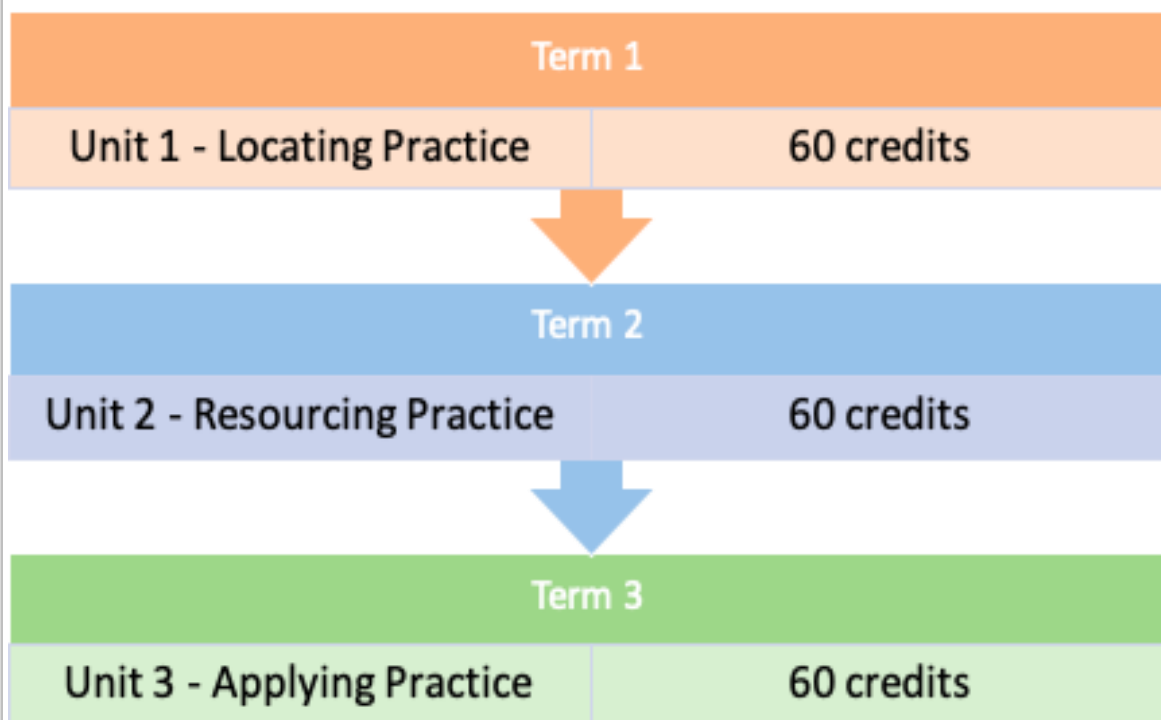 Term 1
Unit 1 - Locating Practice 60 credits
Term 2
Unit 2 - Resourcing Practice 60 credits
Term 3
Unit 3 - Applying Practice 60 credits